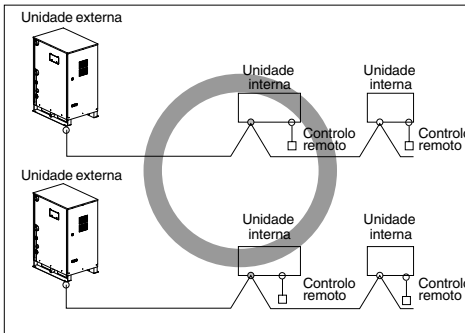 Unidade externa
Unidade
interna
Unidade
interna
Controlo
remoto
Controlo
remoto
Unidade externa
Unidade
interna
Unidade
interna
Controlo
remoto
Controlo
remoto